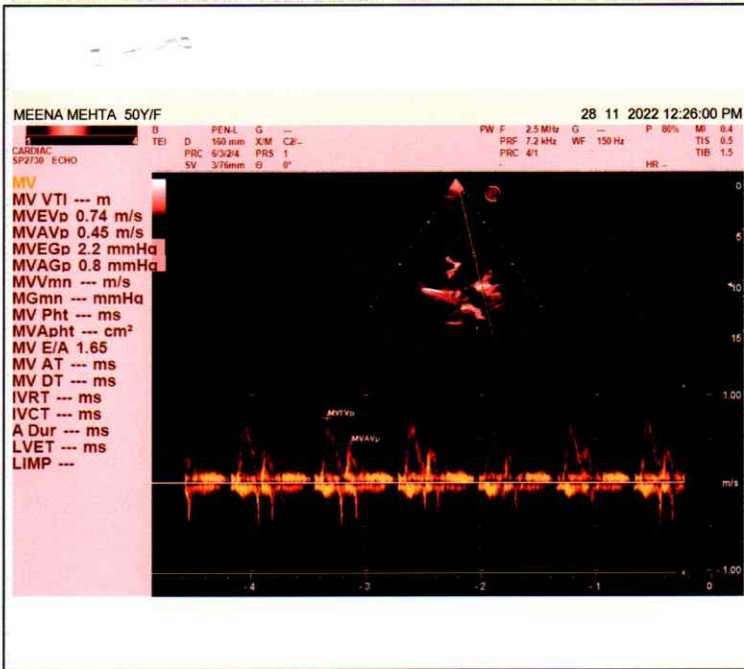 MEENA MEHTA 50Y/F 28 11 2022 12:26:00 PM
B PEN-L G --- PW F 2.5 MHz G --- P 80% MI 0.4
TEI D 160 mm X/M C2/-- PRF 7.2 kHz WF 150 Hz TIS 0.5
CARDIAC PRC 6/3/2/4 PRS 1 PRC 4/1 TIB 1.5
SP2730 ECHO SV 3/76mm 0° HR --
MV
MV VTI --- m
MVEVp 0.74 m/s
MVAVp 0.45 m/s
MVEGp 2.2 mmHg
MVAGp 0.8 mmHg
MVVmn --- m/s
MGmn --- mmHg
MV Pht --- ms
MVApht --- cm²
MV E/A 1.65
MV AT --- ms
MV DT --- ms
IVRT --- ms
IVCT --- ms
A Dur --- ms
LVET --- ms
LIMP ---
0
5
10
15
1.00
MVEVp
MVAVp
m/s
-1.00
-4 -3 -2 -1 0